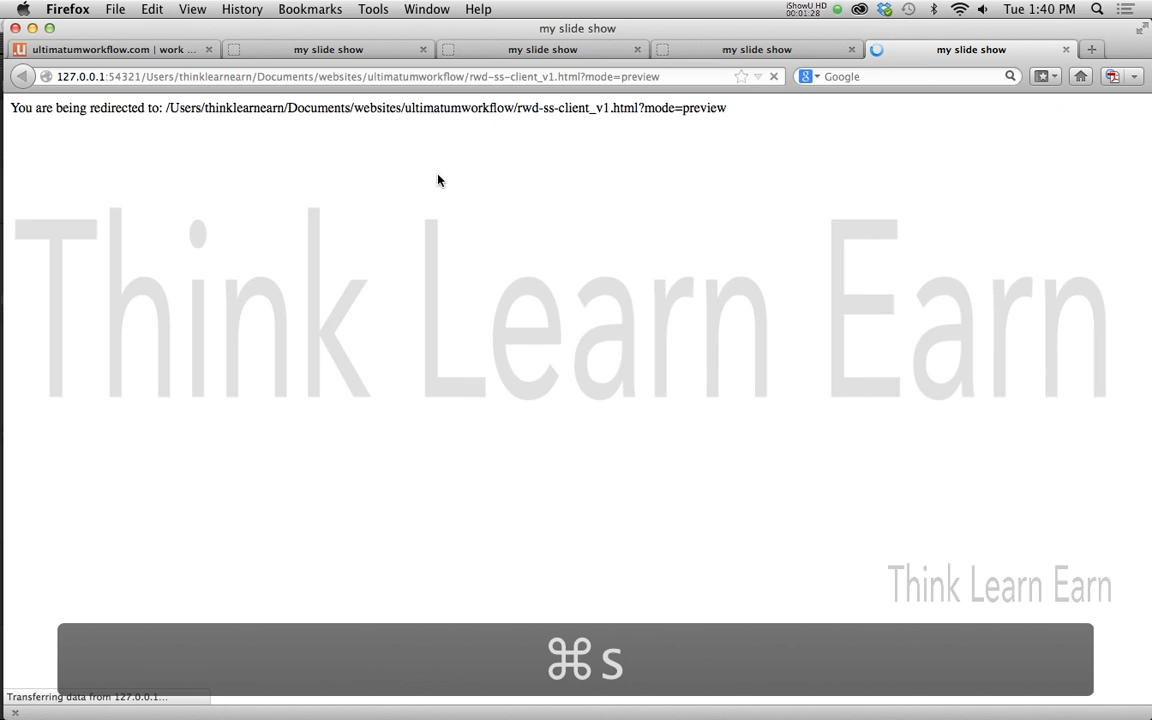 Firefox File Edit View History Bookmarks Tools Window Help iShowU HD 00:01:28 Tue 1:40 PM
my slide show
ultimatumworkflow.com | work ... my slide show my slide show my slide show my slide show
127.0.0.1:54321/Users/thinklearnearn/Documents/websites/ultimatumworkflow/rwd-ss-client_v1.html?mode=preview Google
You are being redirected to: /Users/thinklearnearn/Documents/websites/ultimatumworkflow/rwd-ss-client_v1.html?mode=preview
Think Learn Earn
Think Learn Earn
⌘s
Transferring data from 127.0.0.1...